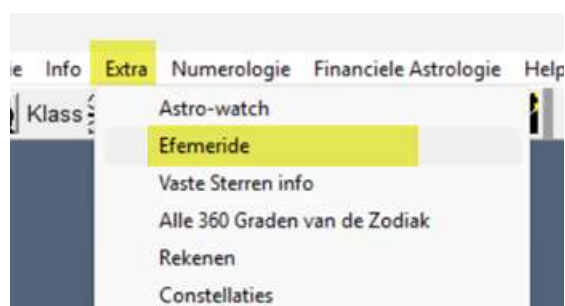 Info Extra Numerologie Financiele Astrologie Help
Klass
Astro-watch
Efemeride
Vaste Sterren info
Alle 360 Graden van de Zodiak
Rekenen
Constellaties